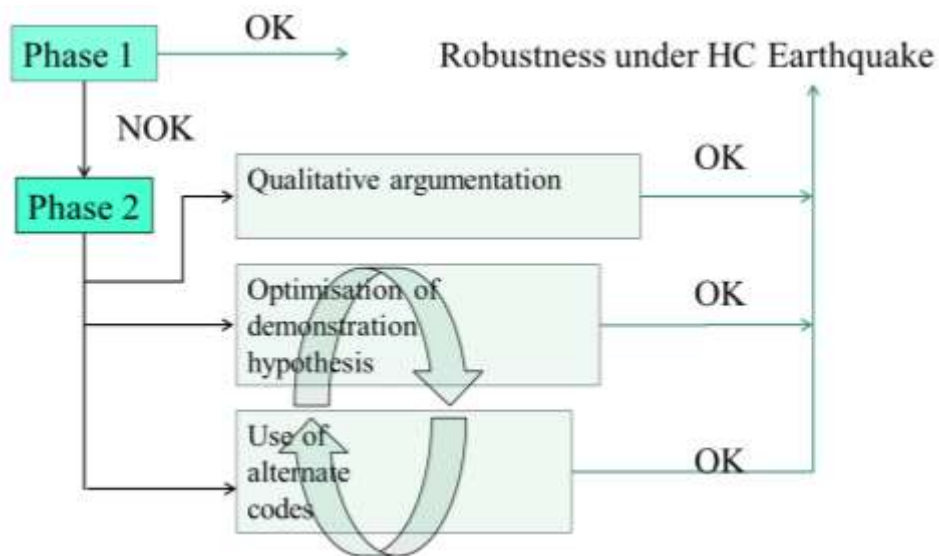 OK
Phase 1
Robustness under HC Earthquake
NOK
Phase 2
Qualitative argumentation
OK
Optimisation of
demonstration
hypothesis
OK
Use of
alternate
codes
OK